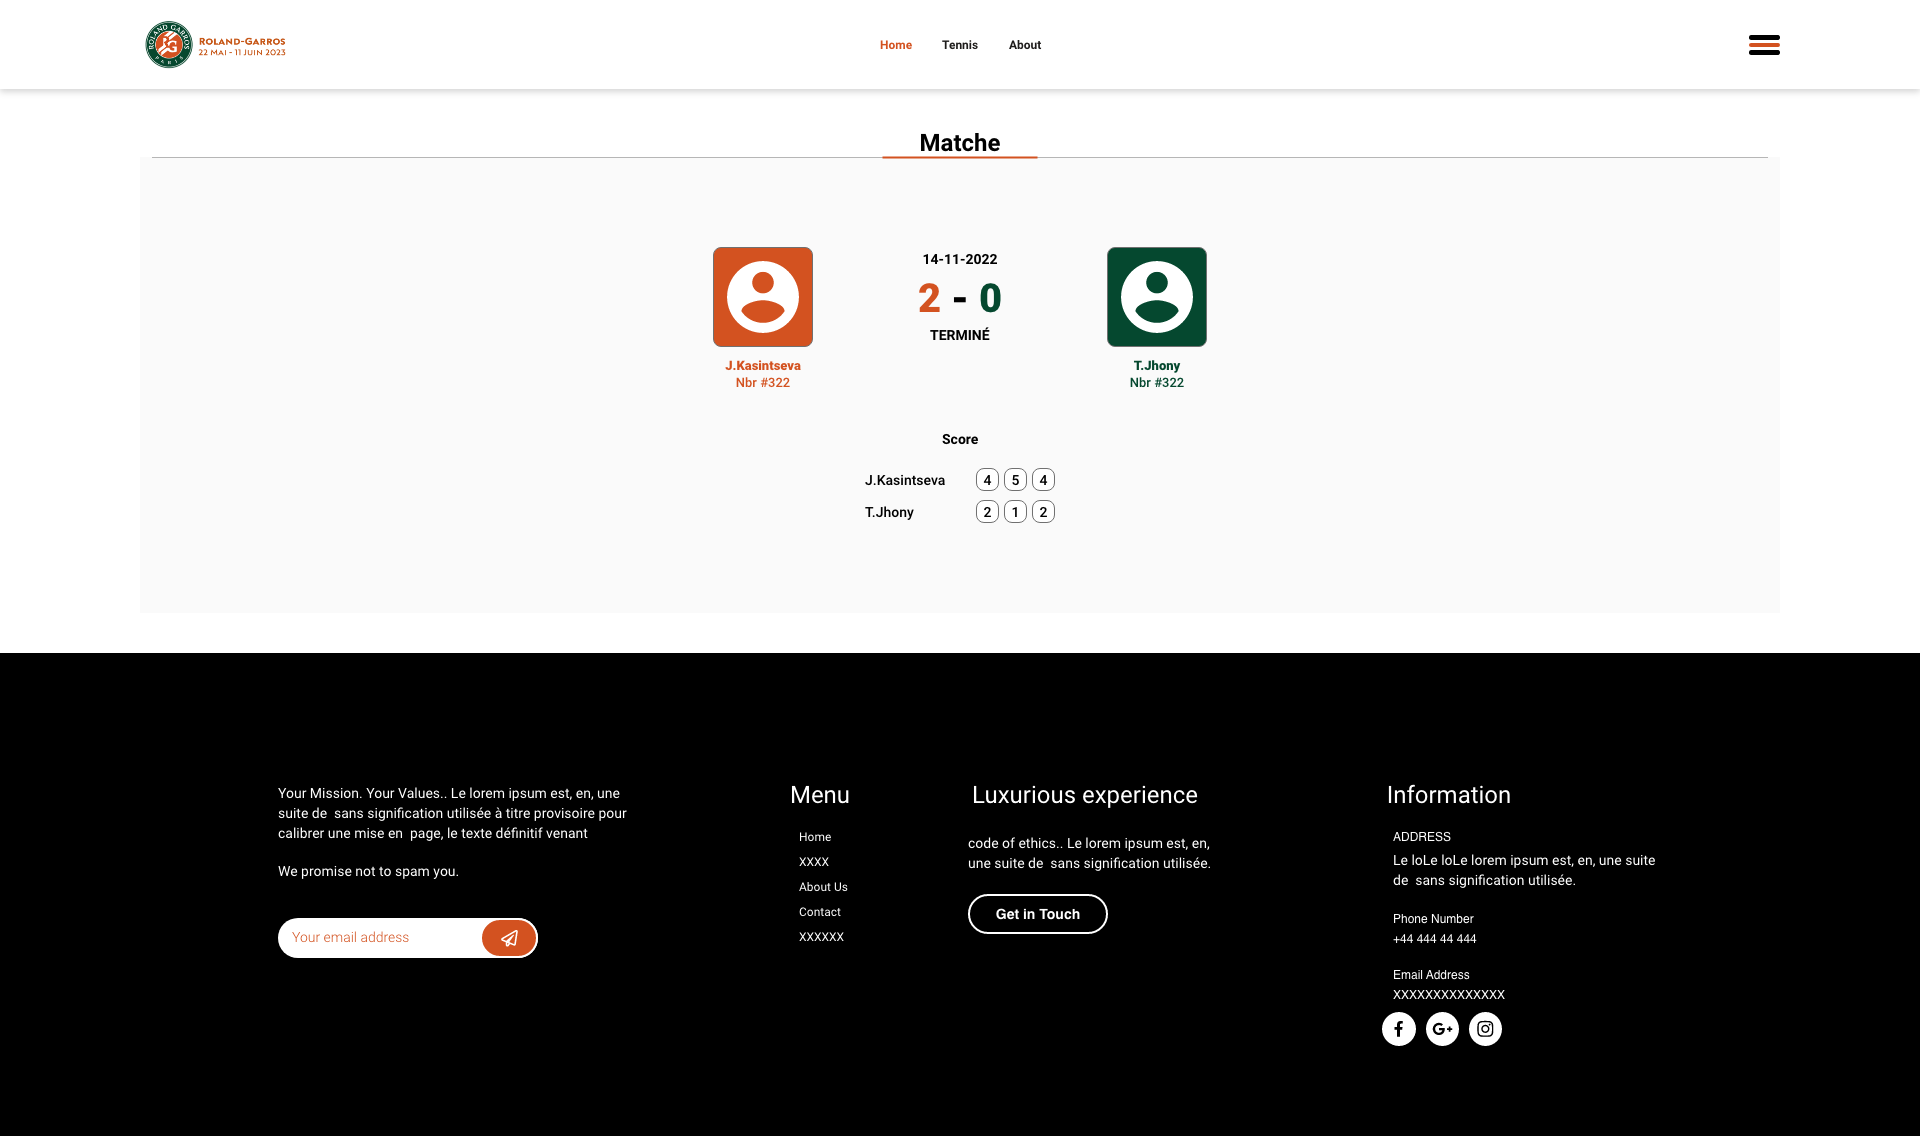 ROLAND GARROS
PARIS
ROLAND-GARROS
22 MAI - 11 JUIN 2023
Home
Tennis
About
Matche
14-11-2022
2 - 0
TERMINÉ
J.Kasintseva
Nbr #322
T.Jhony
Nbr #322
Score
J.Kasintseva 4 5 4
T.Jhony 2 1 2
Your Mission. Your Values.. Le lorem ipsum est, en, une
suite de  sans signification utilisée à titre provisoire pour
calibrer une mise en  page, le texte définitif venant
We promise not to spam you.
Your email address
Menu
Home
XXXX
About Us
Contact
XXXXXX
Luxurious experience
code of ethics.. Le lorem ipsum est, en,
une suite de  sans signification utilisée.
Get in Touch
Information
ADDRESS
Le loLe loLe lorem ipsum est, en, une suite
de  sans signification utilisée.
Phone Number
+44 444 44 444
Email Address
XXXXXXXXXXXXXX